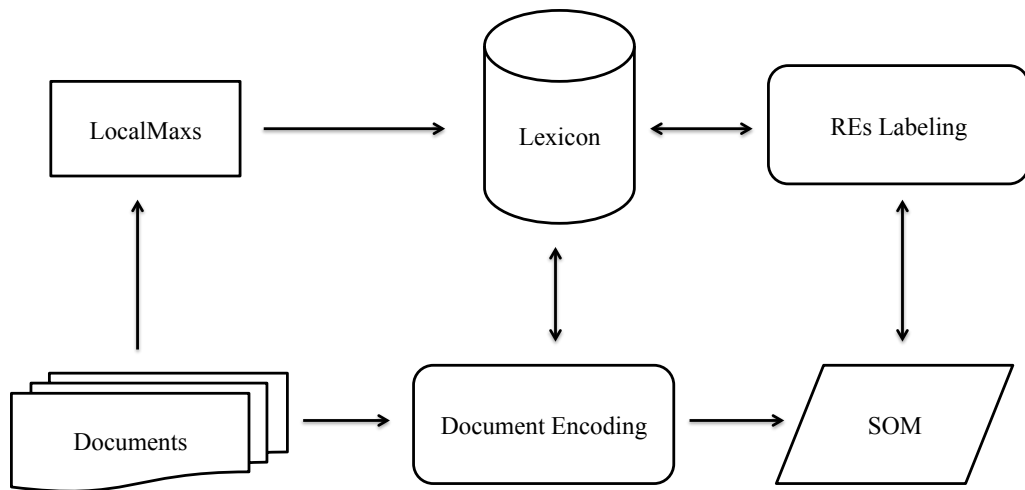 LocalMaxs
Lexicon
REs Labeling
Documents
Document Encoding
SOM